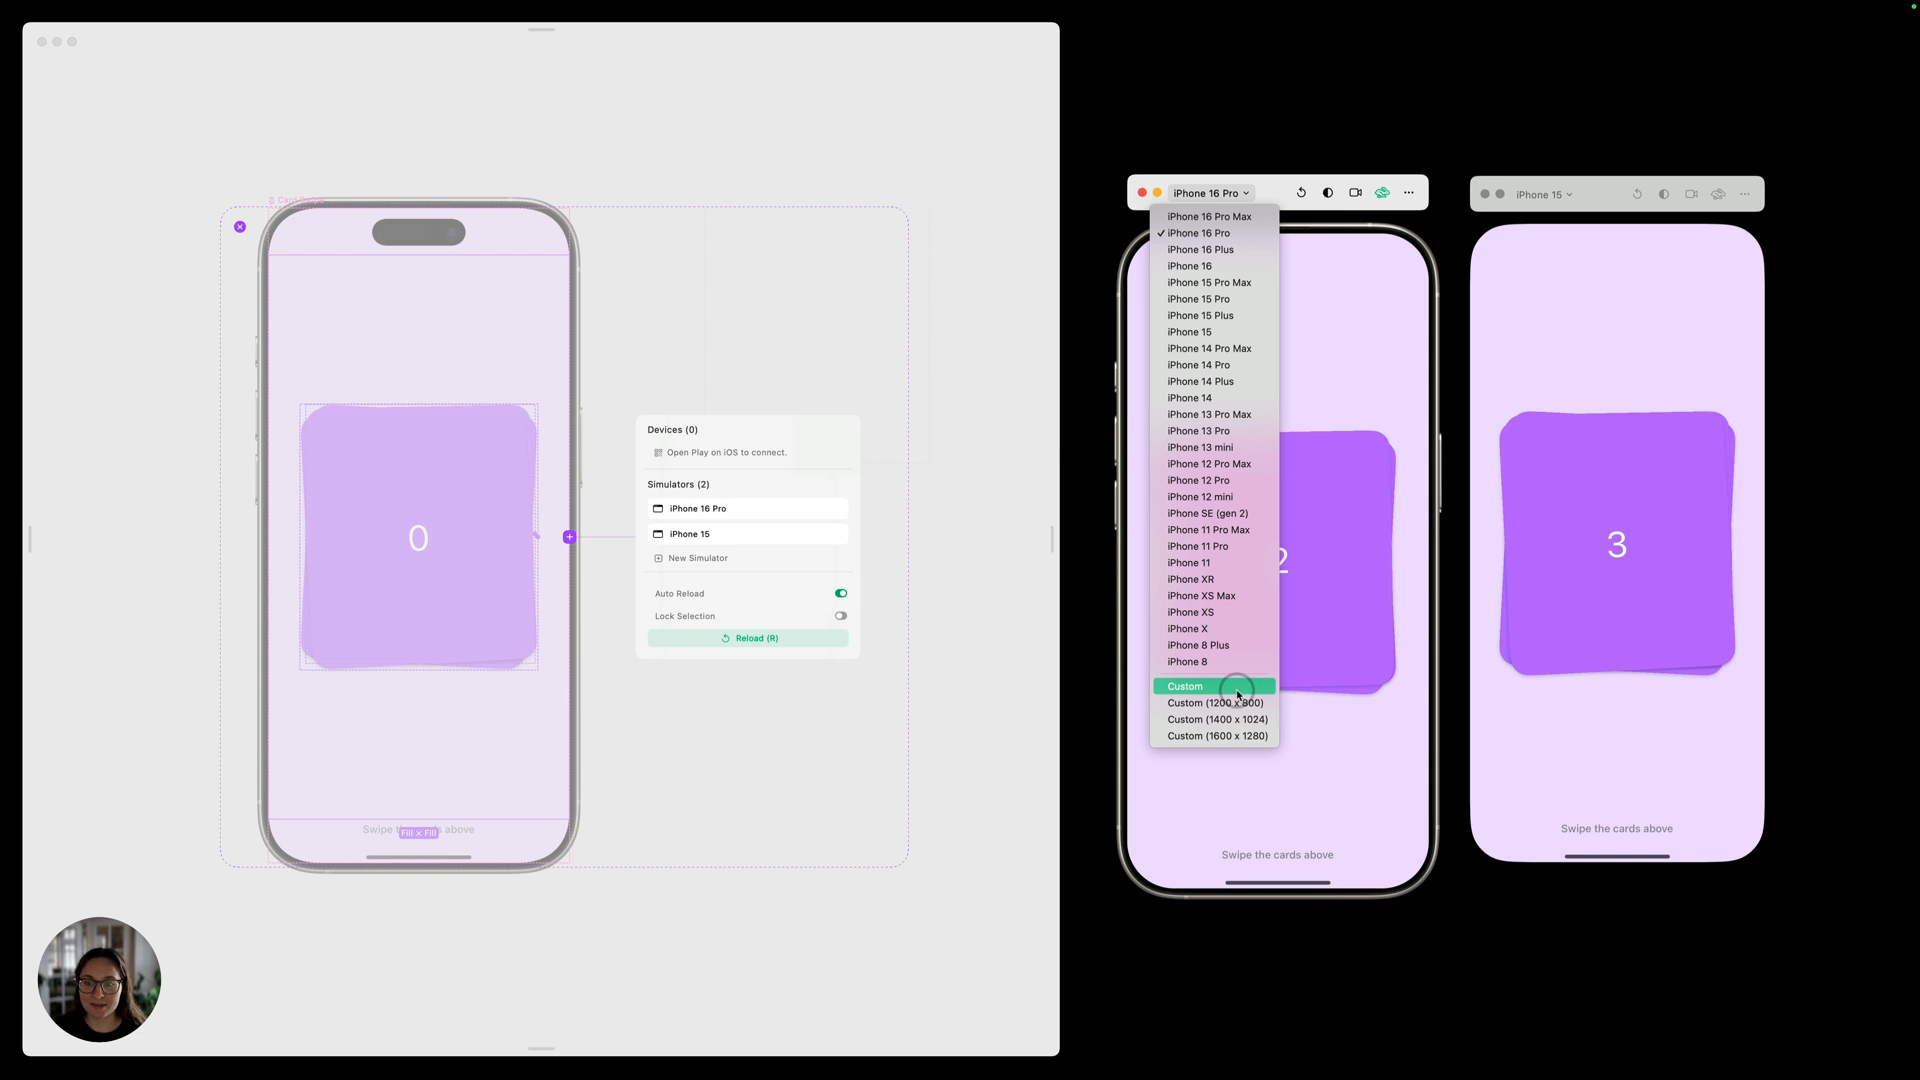 Card Swipe
0
Swipe the cards above
Fill × Fill
Devices (0)
Open Play on iOS to connect.
Simulators (2)
iPhone 16 Pro
iPhone 15
New Simulator
Auto Reload
Lock Selection
Reload (R)
iPhone 16 Pro
iPhone 16 Pro Max
iPhone 16 Pro
iPhone 16 Plus
iPhone 16
iPhone 15 Pro Max
iPhone 15 Pro
iPhone 15 Plus
iPhone 15
iPhone 14 Pro Max
iPhone 14 Pro
iPhone 14 Plus
iPhone 14
iPhone 13 Pro Max
iPhone 13 Pro
iPhone 13 mini
iPhone 12 Pro Max
iPhone 12 Pro
iPhone 12 mini
iPhone SE (gen 2)
iPhone 11 Pro Max
iPhone 11 Pro
iPhone 11
iPhone XR
iPhone XS Max
iPhone XS
iPhone X
iPhone 8 Plus
iPhone 8
Custom
Custom (1200 x 800)
Custom (1400 x 1024)
Custom (1600 x 1280)
2
Swipe the cards above
iPhone 15
3
Swipe the cards above